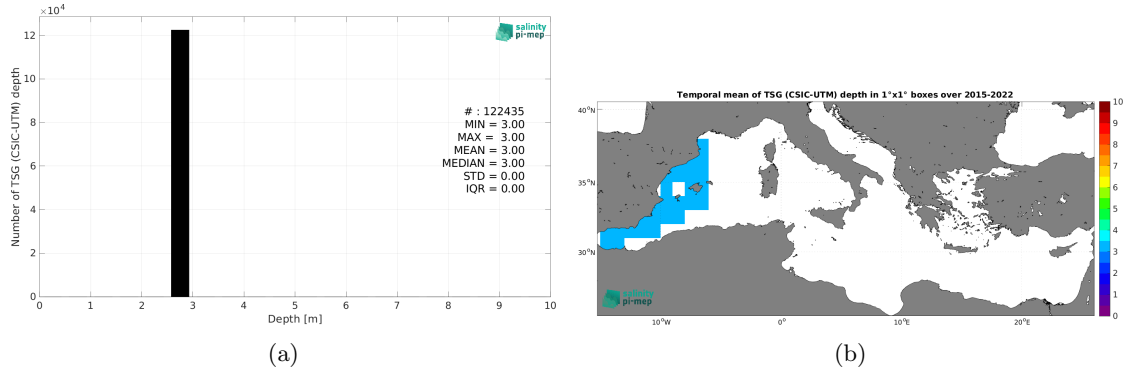 ×10⁴
salinity
pi-mep
12
10
8
6
4
2
0
Number of TSG (CSIC-UTM) depth
# : 122435
MIN = 3.00
MAX = 3.00
MEAN = 3.00
MEDIAN = 3.00
STD = 0.00
IQR = 0.00
0 1 2 3 4 5 6 7 8 9 10
Depth [m]
(a)
Temporal mean of TSG (CSIC-UTM) depth in 1°x1° boxes over 2015-2022
40°N
35°N
30°N
10°W 0° 10°E 20°E
salinity
pi-mep
10
9
8
7
6
5
4
3
2
1
0
(b)